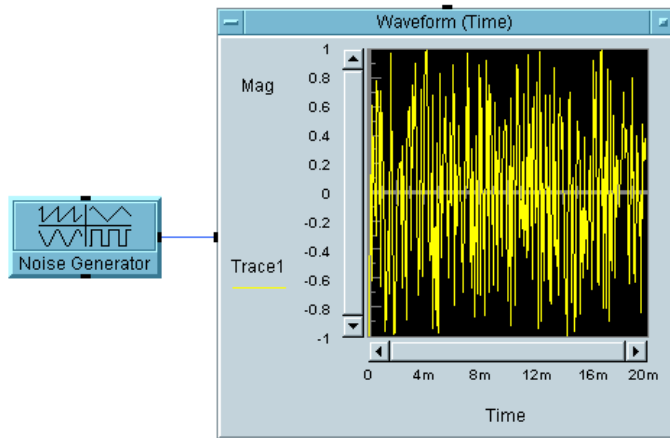 Waveform (Time)
Mag
1
0.8
0.6
0.4
0.2
0
-0.2
-0.4
-0.6
-0.8
-1
Noise Generator
Trace1
0 4m 8m 12m 16m 20m
Time